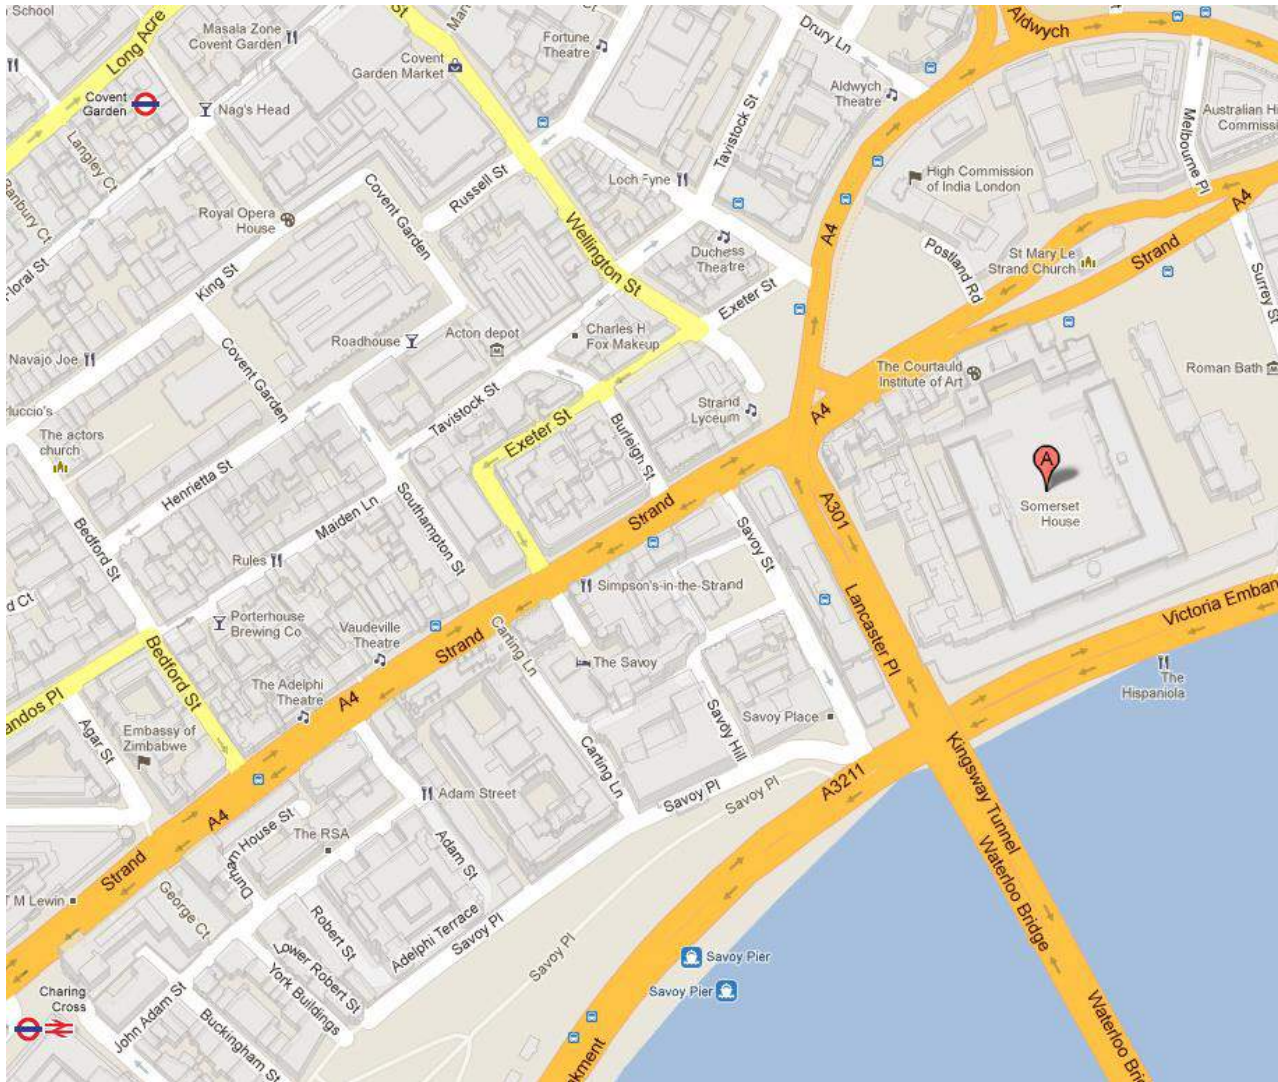 School
Long Acre
Masala Zone
Covent Garden
St
Fortune
Theatre
Ct
Drury Ln
Aldwych
Covent
Garden Market
Covent
Garden
Nag's Head
Aldwych
Theatre
Tavistock St
Melbourne Pl
Australian Hi
Commissi
Langley Ct
Russell St
Loch Fyne
High Commission
of India London
anbury Ct
Covent Garden
Royal Opera
House
Wellington St
A4
A4
Floral St
King St
Duchess
Theatre
Portland Rd
St Mary Le
Strand Church
Strand
Surrey St
Exeter St
Navajo Joe
Roadhouse
Acton depot
Charles H
Fox Makeup
The Courtauld
Institute of Art
Roman Bath
Covent Garden
luccio's
The actors
church
Tavistock St
Exeter St
Burleigh St
Strand
Lyceum
A4
Henrietta St
Maiden Ln
Southampton St
Strand
A301
A
Somerset
House
Bedford St
Savoy St
Rules
Simpson's-in-the-Strand
Lancaster Pl
Victoria Emban
d Ct
Porterhouse
Brewing Co
Vaudeville
Theatre
Strand
Carting Ln
The Savoy
The
Hispaniola
Bedford St
The Adelphi
Theatre
A4
andos Pl
Agar St
Embassy of
Zimbabwe
Savoy Place
Savoy Hill
Carting Ln
Kingsway Tunnel
A3211
Savoy Pl
Savoy Pl
Adam Street
A4
Durham House St
The RSA
Adam St
Waterloo Bridge
Strand
T M Lewin
George Ct
Robert St
Adelphi Terrace
Savoy Pl
Savoy Pl
Lower Robert St
York Buildings
Savoy Pier
Savoy Pier
Charing
Cross
John Adam St
Buckingham St
kment
Waterloo Bri